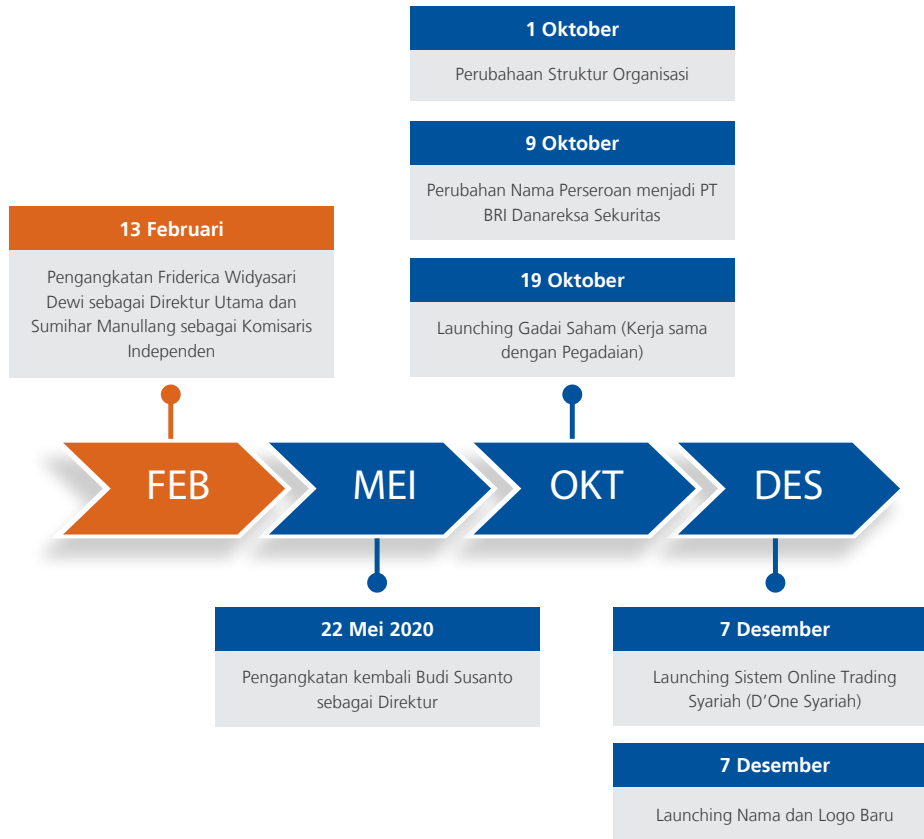 1 Oktober
Perubahaan Struktur Organisasi
9 Oktober
Perubahan Nama Perseroan menjadi PT
BRI Danareksa Sekuritas
13 Februari
Pengangkatan Friderica Widyasari
Dewi sebagai Direktur Utama dan
Sumihar Manullang sebagai Komisaris
Independen
19 Oktober
Launching Gadai Saham (Kerja sama
dengan Pegadaian)
FEB
MEI
OKT
DES
22 Mei 2020
Pengangkatan kembali Budi Susanto
sebagai Direktur
7 Desember
Launching Sistem Online Trading
Syariah (D’One Syariah)
7 Desember
Launching Nama dan Logo Baru